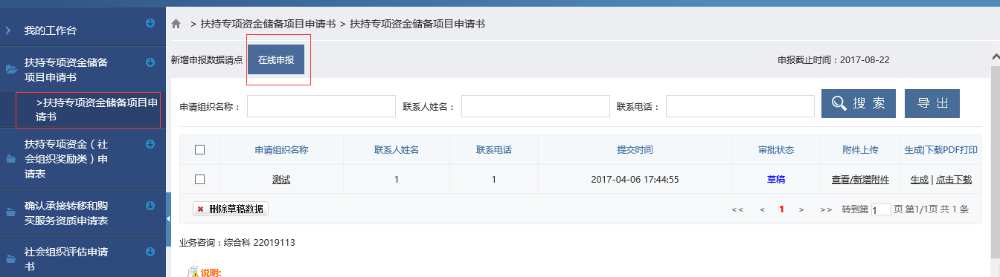 我的工作台
扶持专项资金储备
项目申请书
>扶持专项资金储备项目申
请书
扶持专项资金（社
会组织奖励类）申
请表
确认承接转移和购
买服务资质申请表
社会组织评估申请
书
> 扶持专项资金储备项目申请书 > 扶持专项资金储备项目申请书
新增申报数据请点 在线申报 申报截止时间：2017-08-22
申请组织名称： 联系人姓名： 联系电话： 搜 索 导 出
申请组织名称 联系人姓名 联系电话 提交时间 审批状态 附件上传 生成|下载PDF打印
测试 1 1 2017-04-06 17:44:55 草稿 查看/新增附件 生成 | 点击下载
删除草稿数据 << < 1 > >> 转到第 1 页 第1/1页 共 1 条
业务咨询：综合科 22019113
说明: